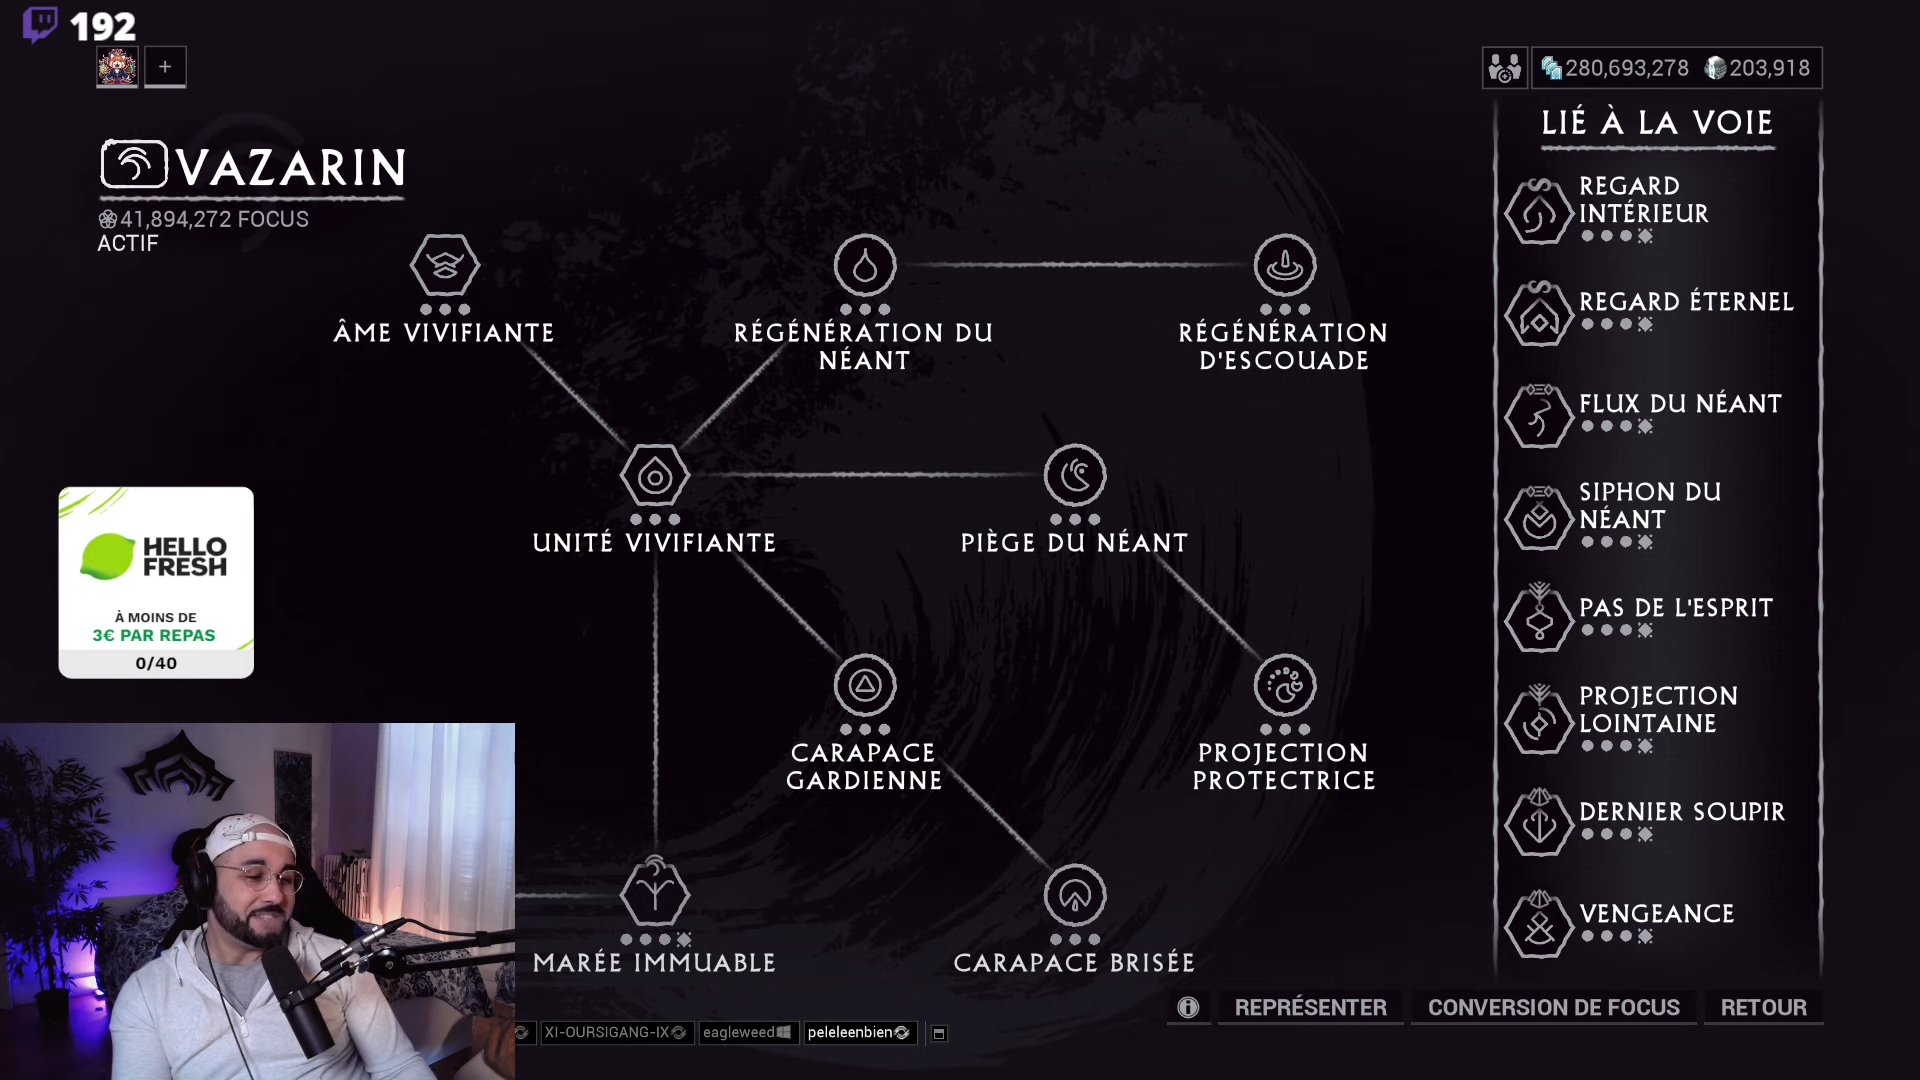 192
+
280,693,278 203,918
VAZARIN
41,894,272 FOCUS
ACTIF
ÂME VIVIFIANTE
RÉGÉNÉRATION DU
NÉANT
RÉGÉNÉRATION
D'ESCOUADE
UNITÉ VIVIFIANTE
PIÈGE DU NÉANT
CARAPACE
GARDIENNE
PROJECTION
PROTECTRICE
MARÉE IMMUABLE
CARAPACE BRISÉE
LIÉ À LA VOIE
REGARD
INTÉRIEUR
REGARD ÉTERNEL
FLUX DU NÉANT
SIPHON DU
NÉANT
PAS DE L'ESPRIT
PROJECTION
LOINTAINE
DERNIER SOUPIR
VENGEANCE
HELLO
FRESH
À MOINS DE
3€ PAR REPAS
0/40
REPRÉSENTER
CONVERSION DE FOCUS
RETOUR
XI-OURSIGANG-IX
eagleweed
peleleenbien